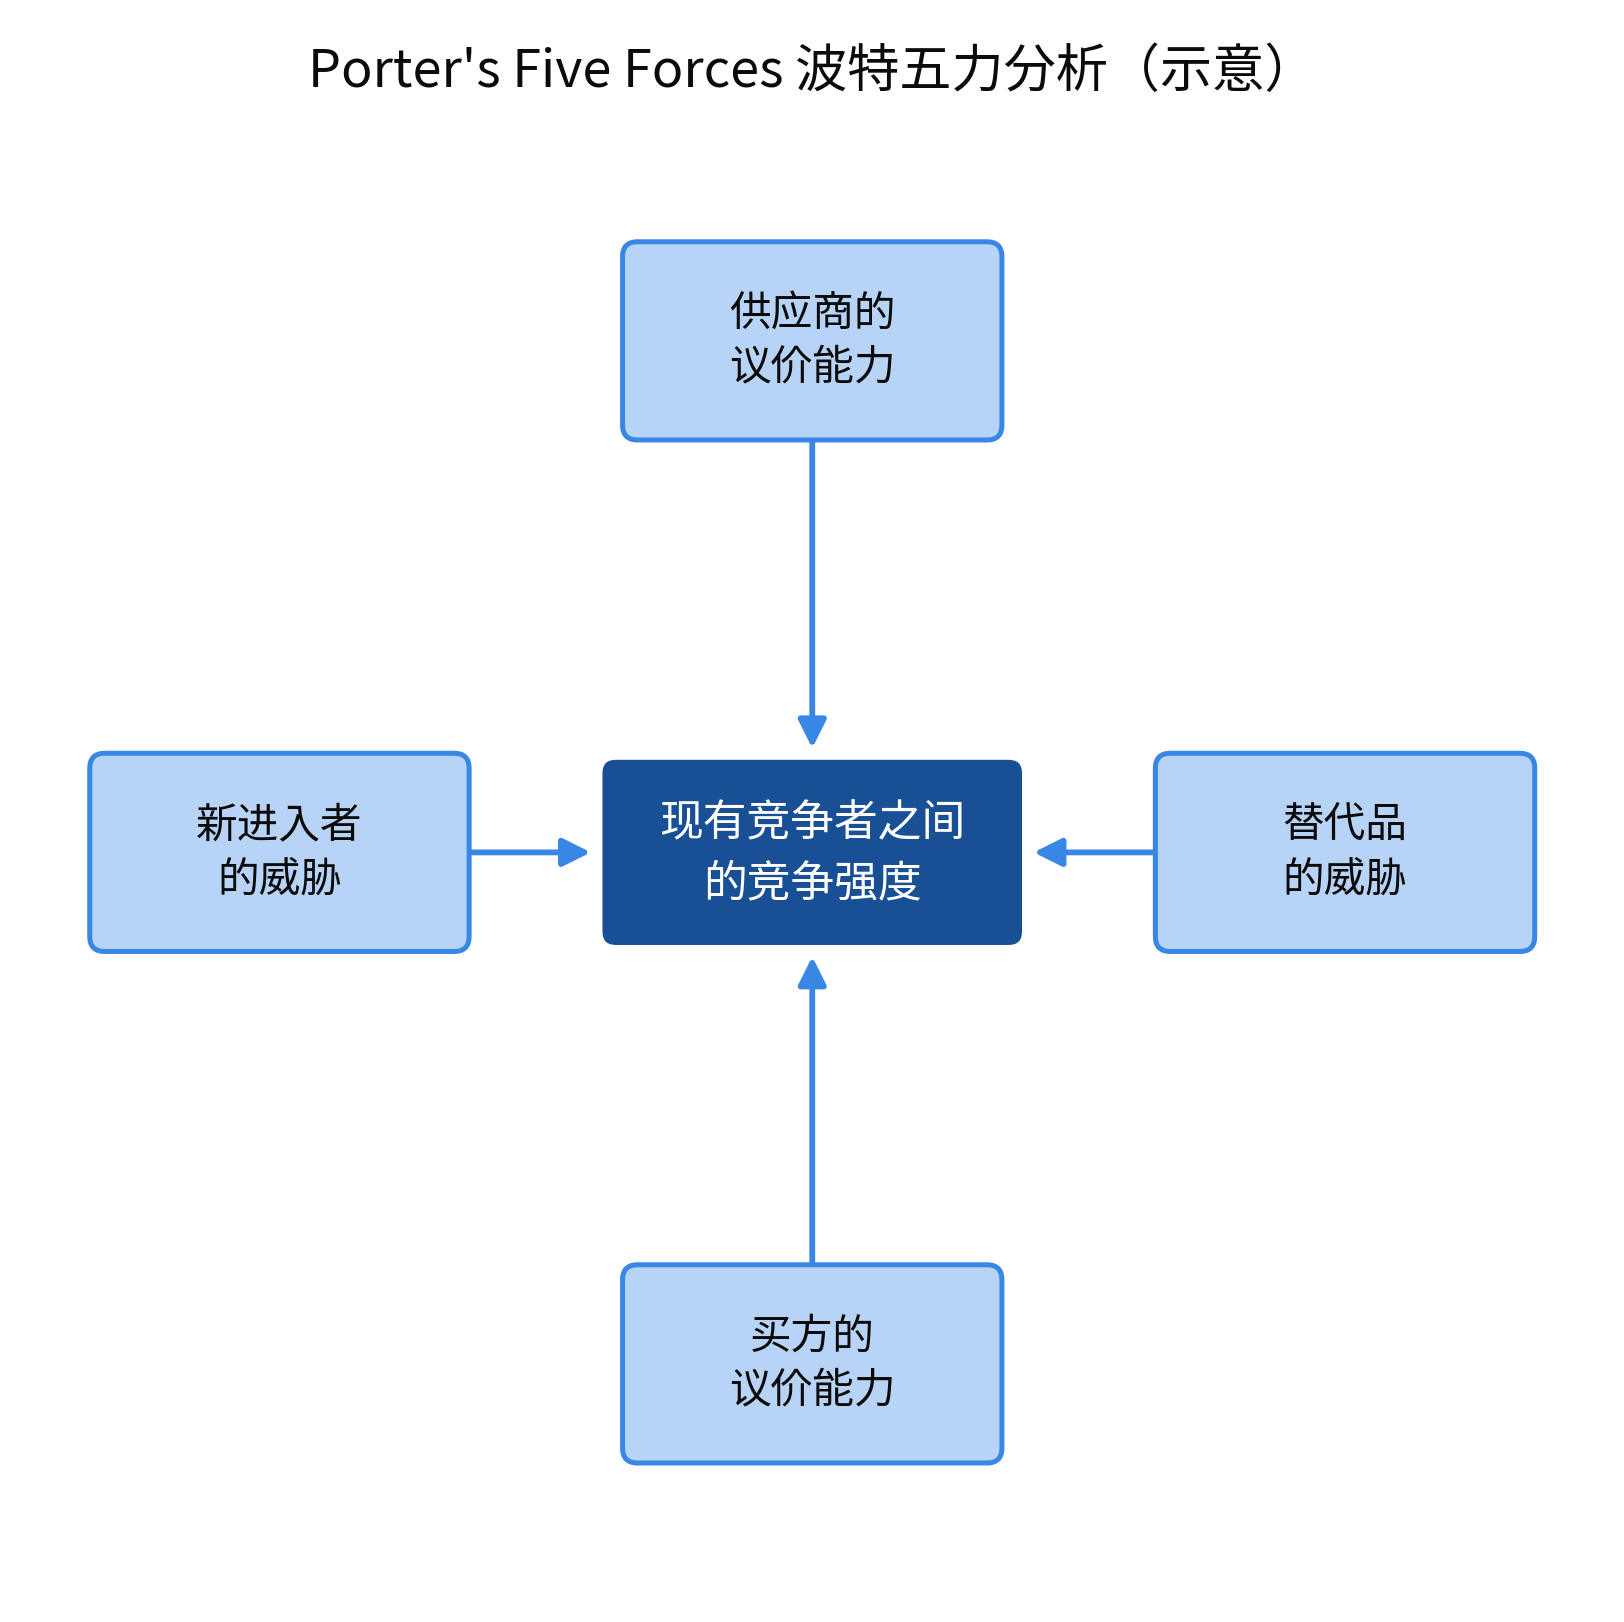 Porter's Five Forces 波特五力分析（示意）
供应商的
议价能力
新进入者
的威胁
现有竞争者之间
的竞争强度
替代品
的威胁
买方的
议价能力